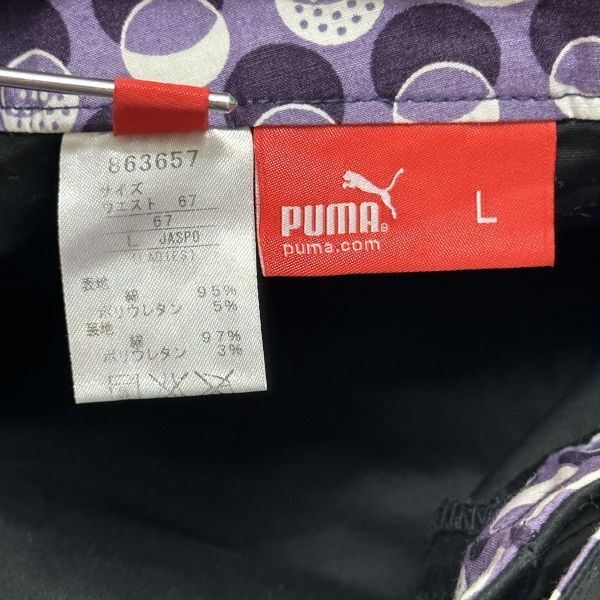 863657
サイズ
ウエスト 67
67
L JASPO
(LADIES)
表地
綿 95%
ポリウレタン 5%
裏地
綿 97%
ポリウレタン 3%
PUMA®
puma.com
L